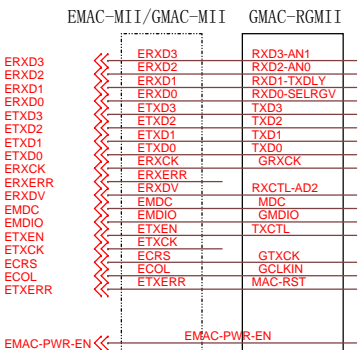 EMAC-MII/GMAC-MII GMAC-RGMII
ERXD3 ERXD3 RXD3-AN1
ERXD2 ERXD2 RXD2-AN0
ERXD1 ERXD1 RXD1-TXDLY
ERXD0 ERXD0 RXD0-SELRGV
ETXD3 ETXD3 TXD3
ETXD2 ETXD2 TXD2
ETXD1 ETXD1 TXD1
ETXD0 ETXD0 TXD0
ERXCK ERXCK GRXCK
ERXERR ERXERR
ERXDV ERXDV RXCTL-AD2
EMDC EMDC MDC
EMDIO EMDIO GMDIO
ETXEN ETXEN TXCTL
ETXCK ETXCK
ECRS ECRS GTXCK
ECOL ECOL GCLKIN
ETXERR ETXERR MAC-RST
EMAC-PWR-EN EMAC-PWR-EN